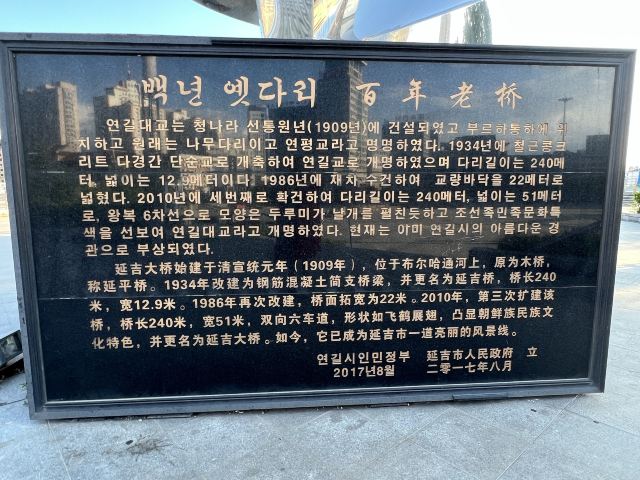 백년 옛다리 百年老桥
연길대교는 청나라 선통원년(1909년)에 건설되였고 부르하통하에 위
치하고 원래는 나무다리이고 연평교라고 명명하였다. 1934년에 철근콩크
리트 다경간 단순교로 개축하여 연길교로 개명하였으며 다리길이는 240메
터, 넓이는 12.9메터이다. 1986년에 재차 수건하여 교량바닥을 22메터로
넓혔다. 2010년에 세번째로 확건하여 다리길이는 240메터, 넓이는 51메터
로, 왕복 6차선으로 모양은 두루미가 날개를 펼친듯하고 조선족민족문화특
색을 선보여 연길대교라고 개명하였다. 현재는 이미 연길시의 아름다운 경
관으로 부상되였다.
延吉大桥始建于清宣统元年（1909年），位于布尔哈通河上，原为木桥，
称延平桥。1934年改建为钢筋混凝土简支桥梁，并更名为延吉桥，桥长240
米，宽12.9米。1986年再次改建，桥面拓宽为22米。2010年，第三次扩建该
桥，桥长240米，宽51米，双向六车道，形状如飞鹤展翅，凸显朝鲜族民族文
化特色，并更名为延吉大桥。如今，它已成为延吉市一道亮丽的风景线。
연길시인민정부 延吉市人民政府 立
2017년8월 二零一七年八月